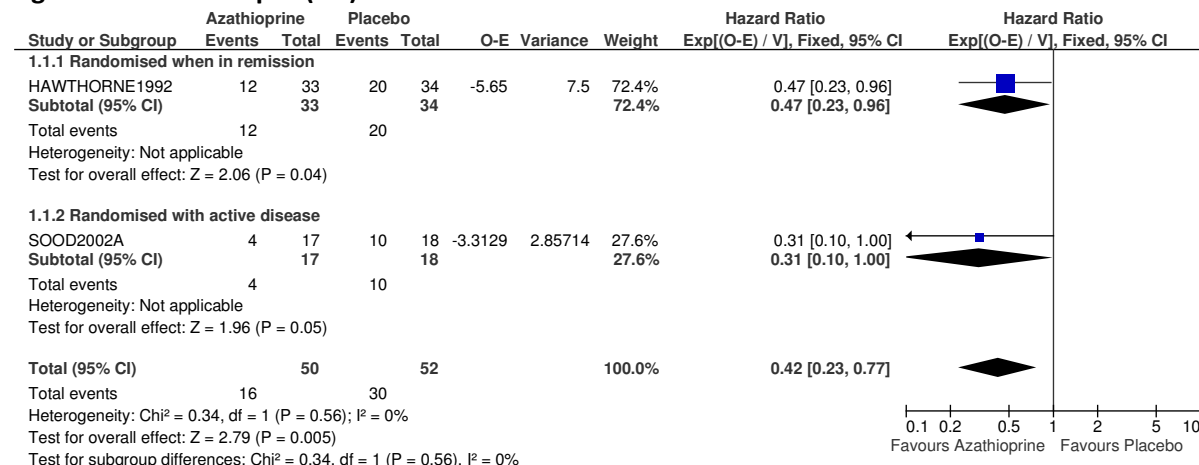 Azathioprine Placebo Hazard Ratio Hazard Ratio
Study or Subgroup Events Total Events Total O-E Variance Weight Exp[(O-E) / V], Fixed, 95% CI Exp[(O-E) / V], Fixed, 95% CI
1.1.1 Randomised when in remission
HAWTHORNE1992 12 33 20 34 -5.65 7.5 72.4% 0.47 [0.23, 0.96]
Subtotal (95% CI) 33 34 72.4% 0.47 [0.23, 0.96]
Total events 12 20
Heterogeneity: Not applicable
Test for overall effect: Z = 2.06 (P = 0.04)
1.1.2 Randomised with active disease
SOOD2002A 4 17 10 18 -3.3129 2.85714 27.6% 0.31 [0.10, 1.00]
Subtotal (95% CI) 17 18 27.6% 0.31 [0.10, 1.00]
Total events 4 10
Heterogeneity: Not applicable
Test for overall effect: Z = 1.96 (P = 0.05)
Total (95% CI) 50 52 100.0% 0.42 [0.23, 0.77]
Total events 16 30
Heterogeneity: Chi² = 0.34, df = 1 (P = 0.56); I² = 0%
Test for overall effect: Z = 2.79 (P = 0.005)
Test for subgroup differences: Chi² = 0.34, df = 1 (P = 0.56), I² = 0%
0.1 0.2 0.5 1 2 5 10
Favours Azathioprine Favours Placebo